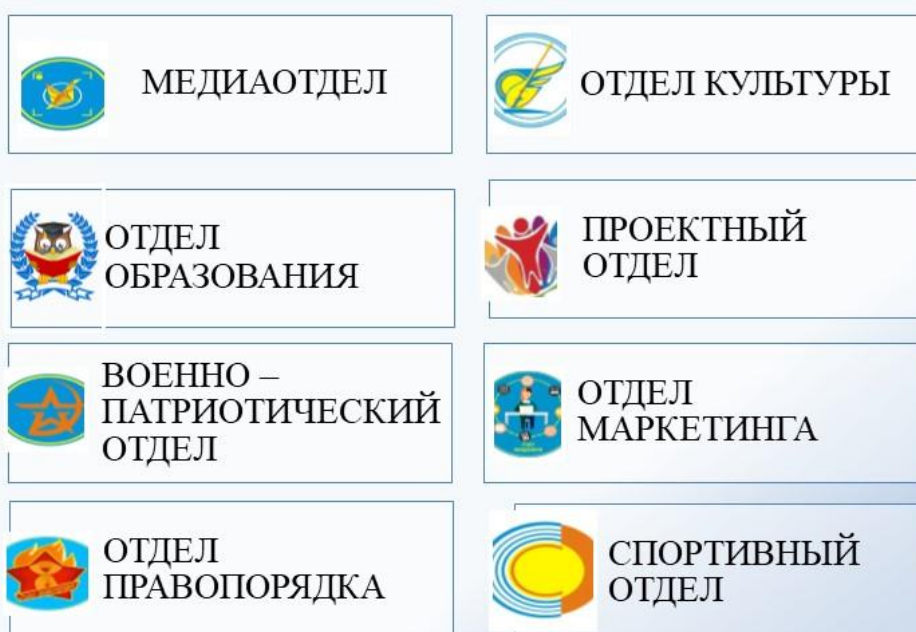 МЕДИАОТДЕЛ
ОТДЕЛ КУЛЬТУРЫ
ОТДЕЛ
ОБРАЗОВАНИЯ
ПРОЕКТНЫЙ
ОТДЕЛ
ВОЕННО –
ПАТРИОТИЧЕСКИЙ
ОТДЕЛ
ОТДЕЛ
МАРКЕТИНГА
ОТДЕЛ
ПРАВОПОРЯДКА
СПОРТИВНЫЙ
ОТДЕЛ